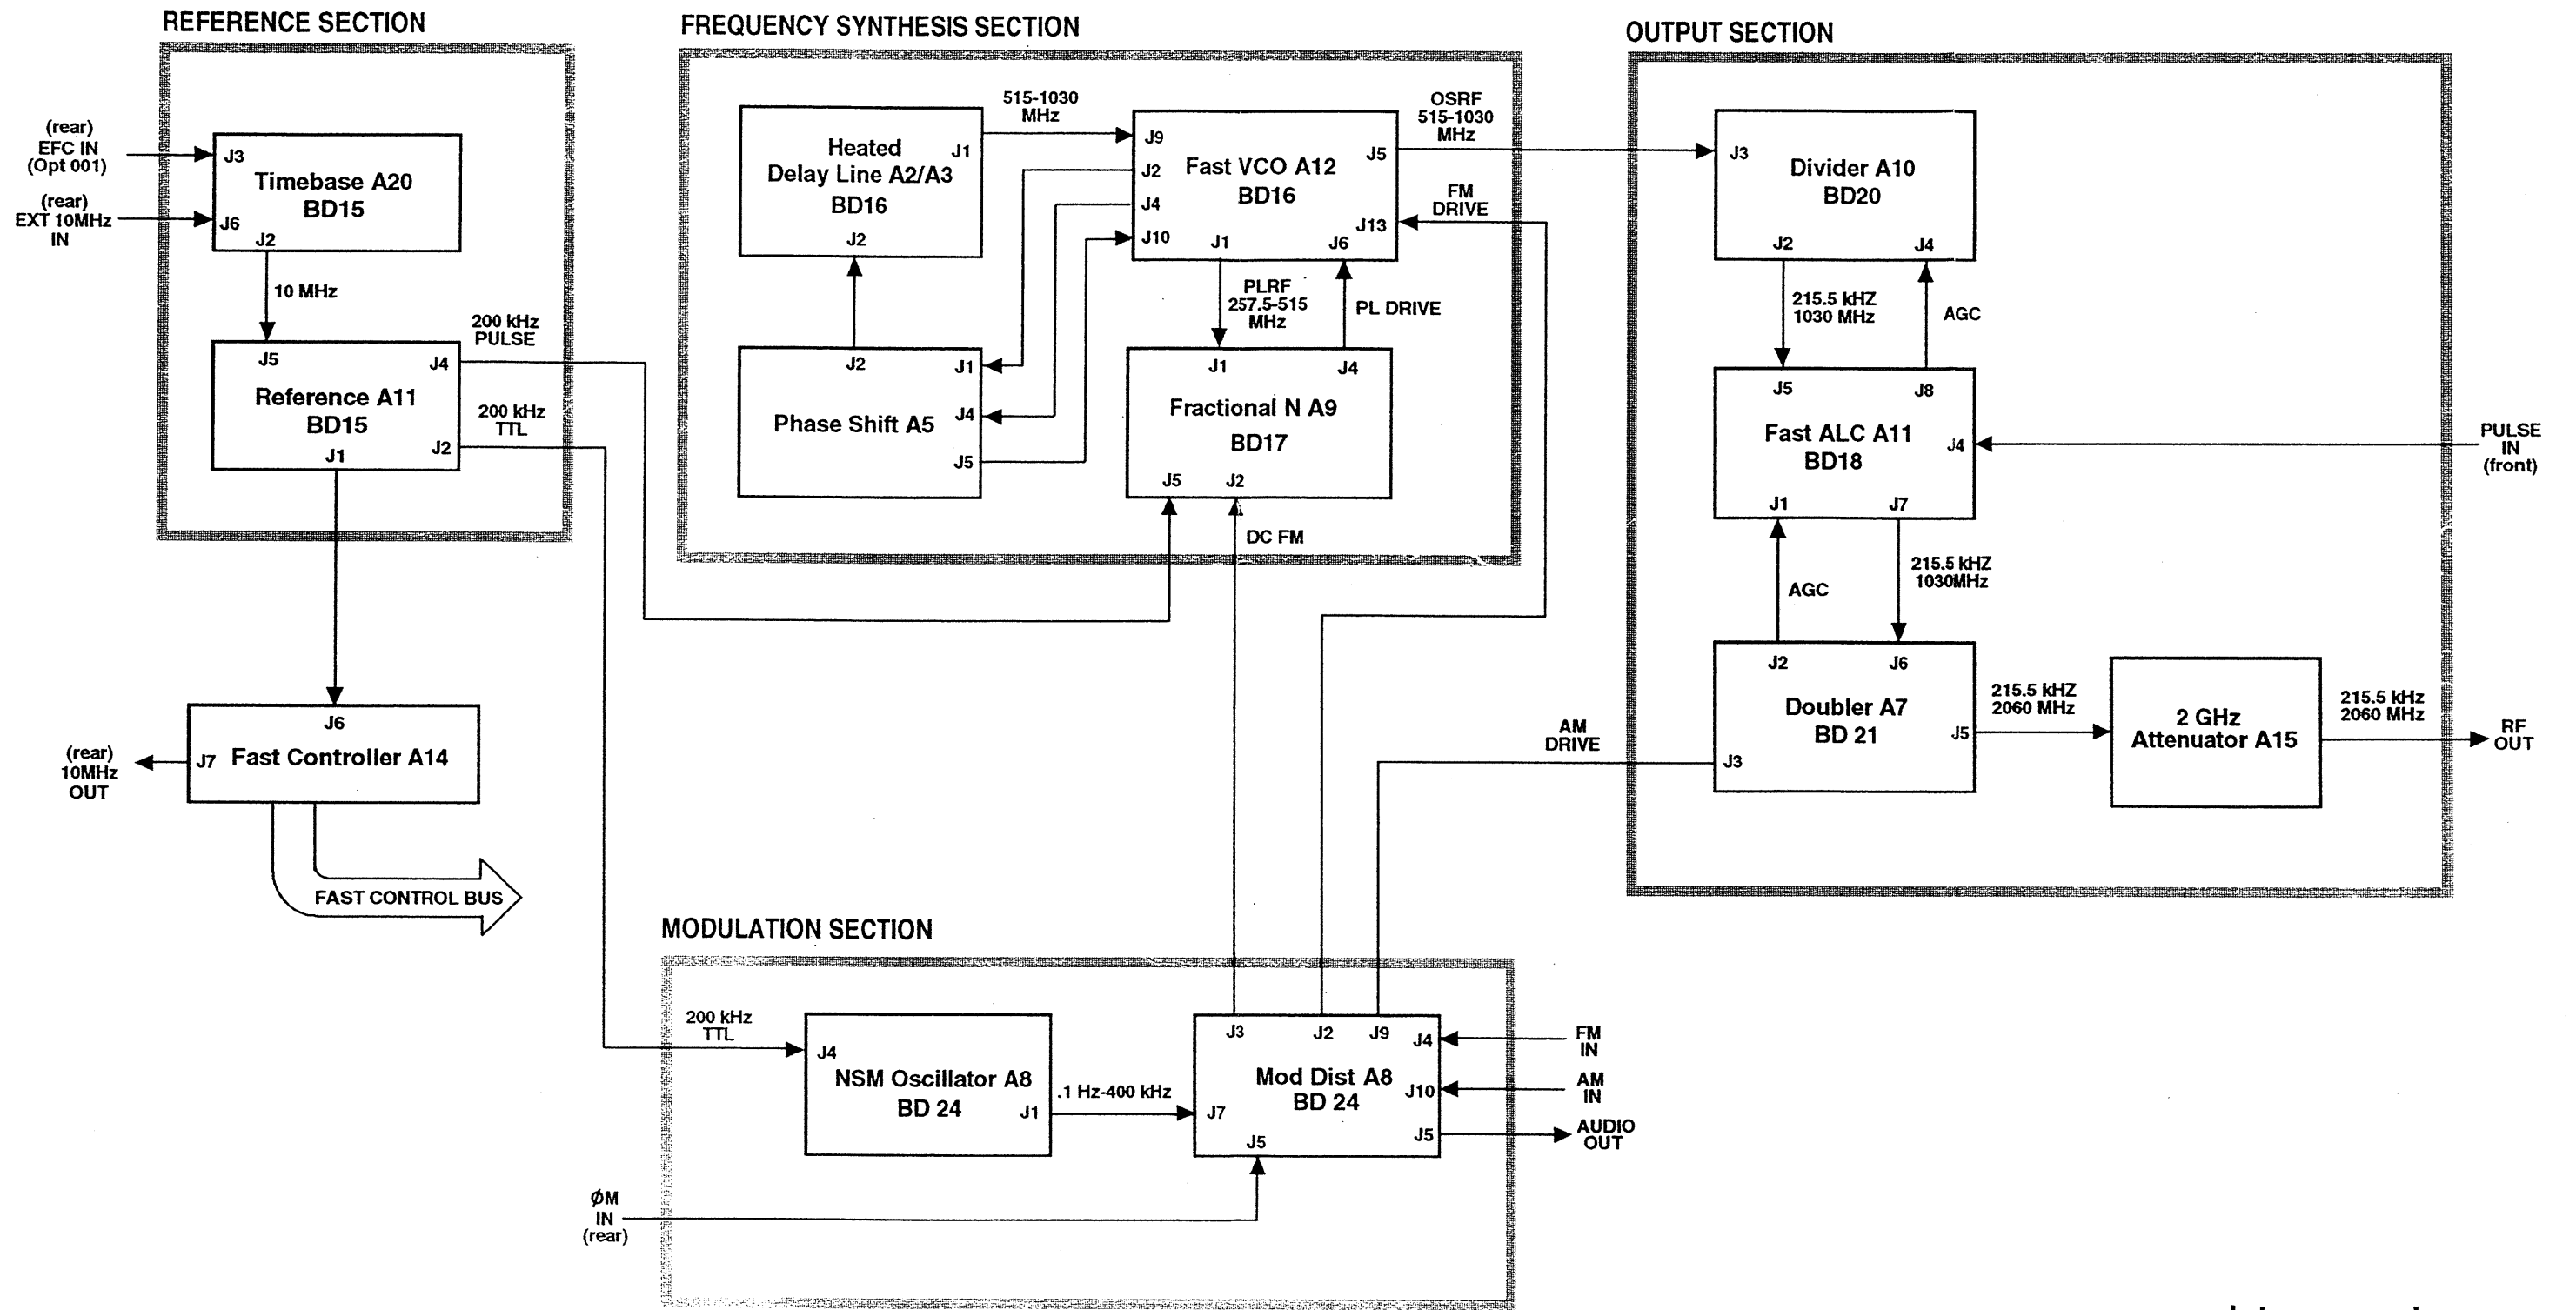 REFERENCE SECTION
(rear)
EFC IN
(Opt 001)
(rear)
EXT 10MHz
IN
J3
Timebase A20
BD15
J6
J2
10 MHz
J5
J4
Reference A11
BD15
J2
J1
200 kHz
PULSE
200 kHz
TTL
J6
J7
Fast Controller A14
(rear)
10MHz
OUT
FAST CONTROL BUS
FREQUENCY SYNTHESIS SECTION
Heated
Delay Line A2/A3
BD16
J1
J2
515-1030
MHz
J9
J2
J4
J10
Fast VCO A12
BD16
J5
J13
J1
J6
OSRF
515-1030
MHz
FM
DRIVE
PLRF
257.5-515
MHz
PL DRIVE
J2
J1
J4
J5
Phase Shift A5
J1
J4
Fractional N A9
BD17
J5
J2
DC FM
OUTPUT SECTION
J3
Divider A10
BD20
J2
J4
215.5 kHZ
1030 MHz
AGC
J5
J8
Fast ALC A11
BD18
J4
J1
J7
PULSE
IN
(front)
AGC
215.5 kHZ
1030MHz
J2
J6
Doubler A7
BD 21
J5
J3
215.5 kHZ
2060 MHz
2 GHz
Attenuator A15
215.5 kHz
2060 MHz
RF
OUT
AM
DRIVE
MODULATION SECTION
200 kHz
TTL
J4
NSM Oscillator A8
BD 24
J1
.1 Hz-400 kHz
J3
J2
J9
J4
Mod Dist A8
BD 24
J10
J7
J5
J5
FM
IN
AM
IN
AUDIO
OUT
ØM
IN
(rear)